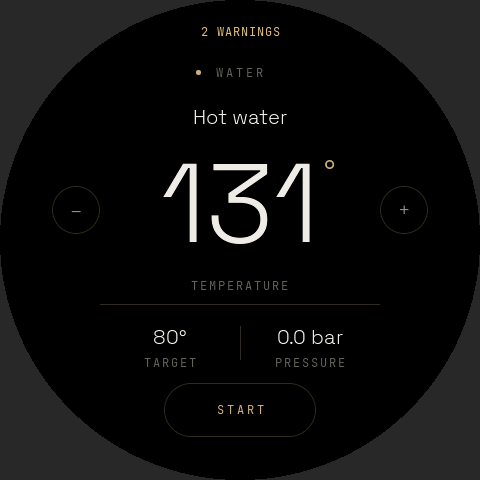 2 WARNINGS
WATER
Hot water
131°
–
+
TEMPERATURE
80° 0.0 bar
TARGET PRESSURE
START